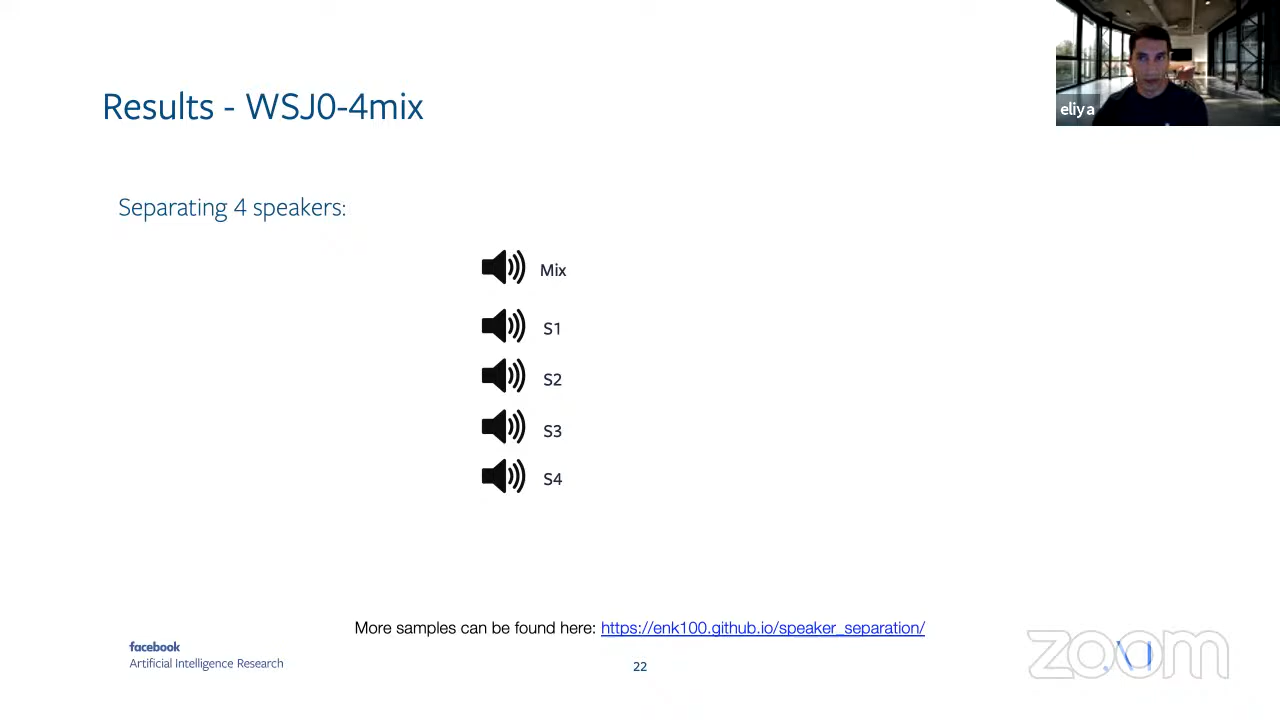 Results - WSJ0-4mix
eliya
Separating 4 speakers:
Mix
S1
S2
S3
S4
More samples can be found here: https://enk100.github.io/speaker_separation/
facebook
Artificial Intelligence Research
22
zoom